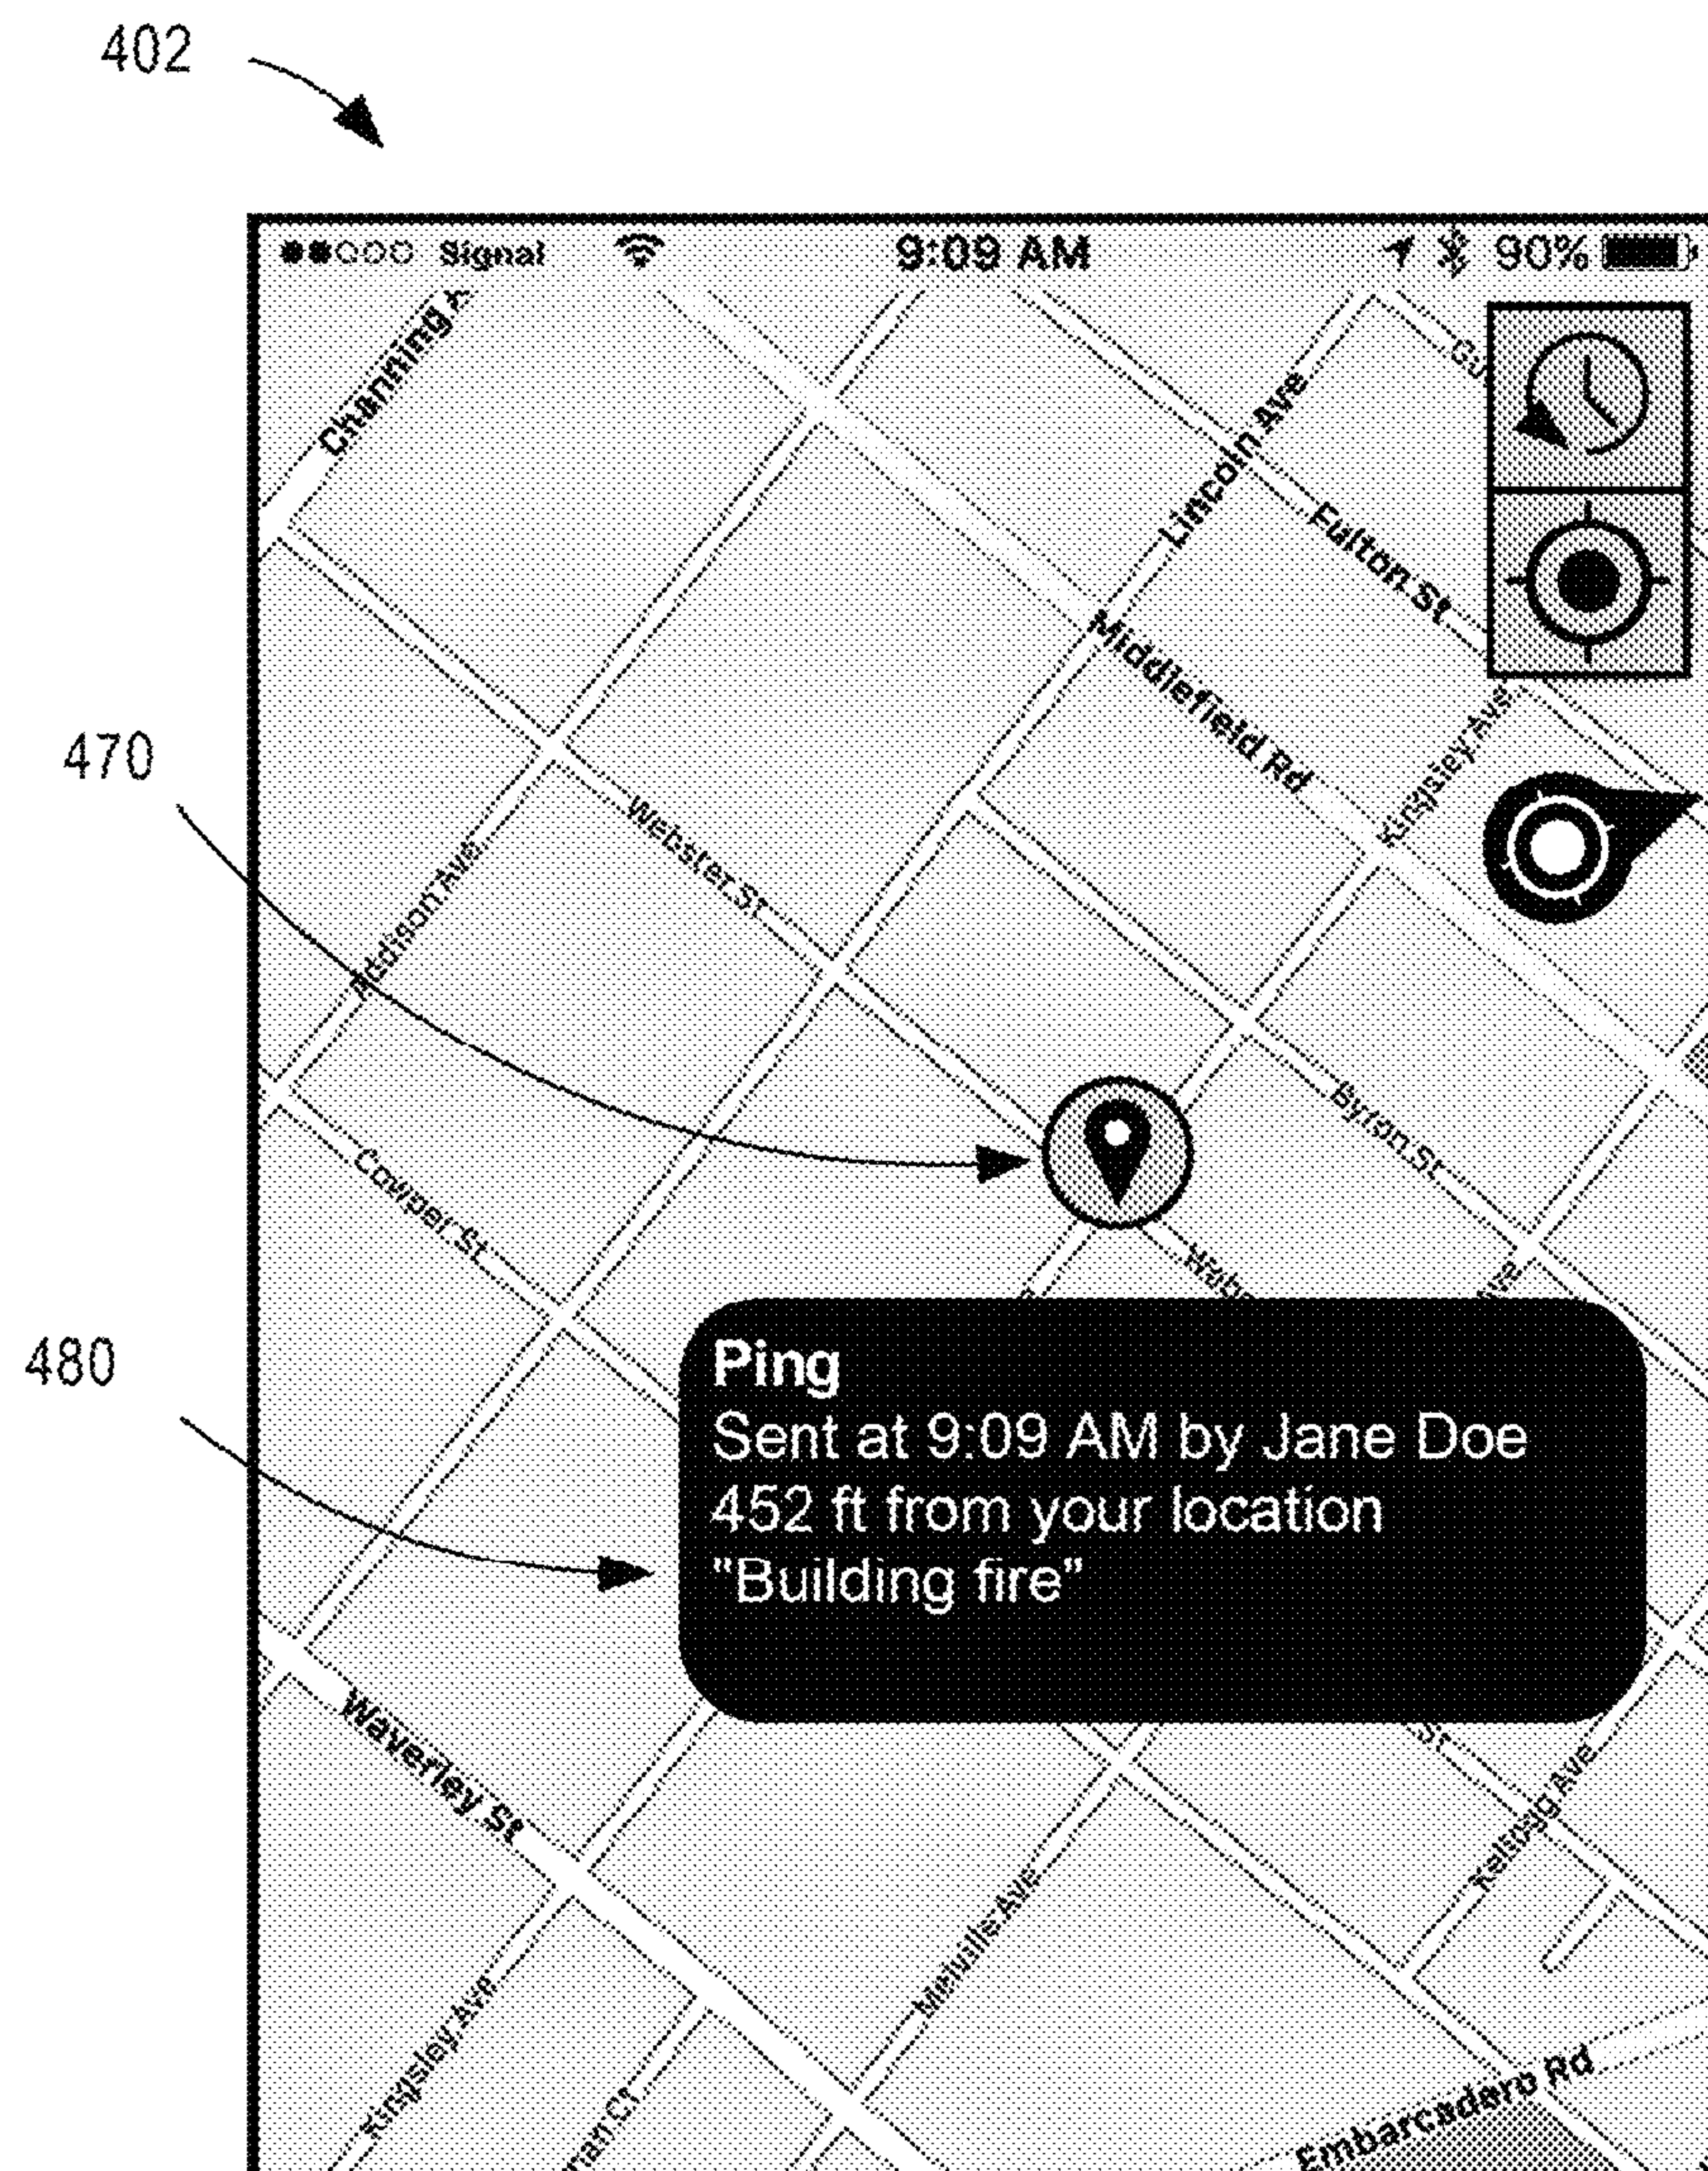 402
Signal 9:09 AM 90%
Channing
Lincoln Ave
Fulton St
Middlefield Rd
Kingsley Ave
470
Webster St
Addison Ave
Byron St
Cowper St
480
Ping
Sent at 9:09 AM by Jane Doe
452 ft from your location
"Building fire"
St
Waverley St
Kellogg Ave
Melville Ave
Kingsley Ave
Embarcadero Rd